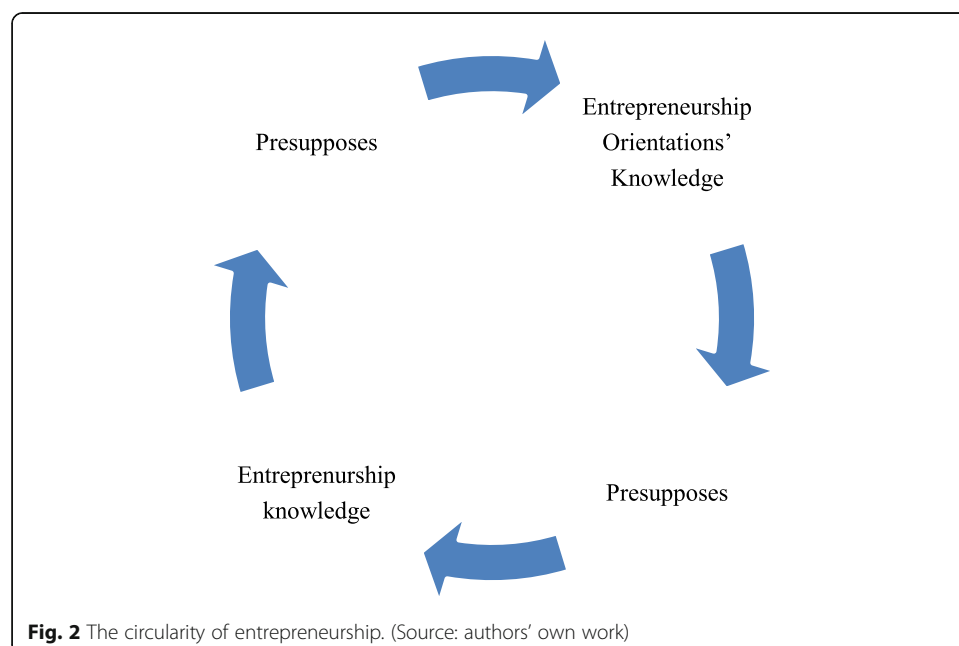 Presupposes
Entrepreneurship
Orientations’
Knowledge
Entreprenurship
knowledge
Presupposes
Fig. 2 The circularity of entrepreneurship. (Source: authors’ own work)